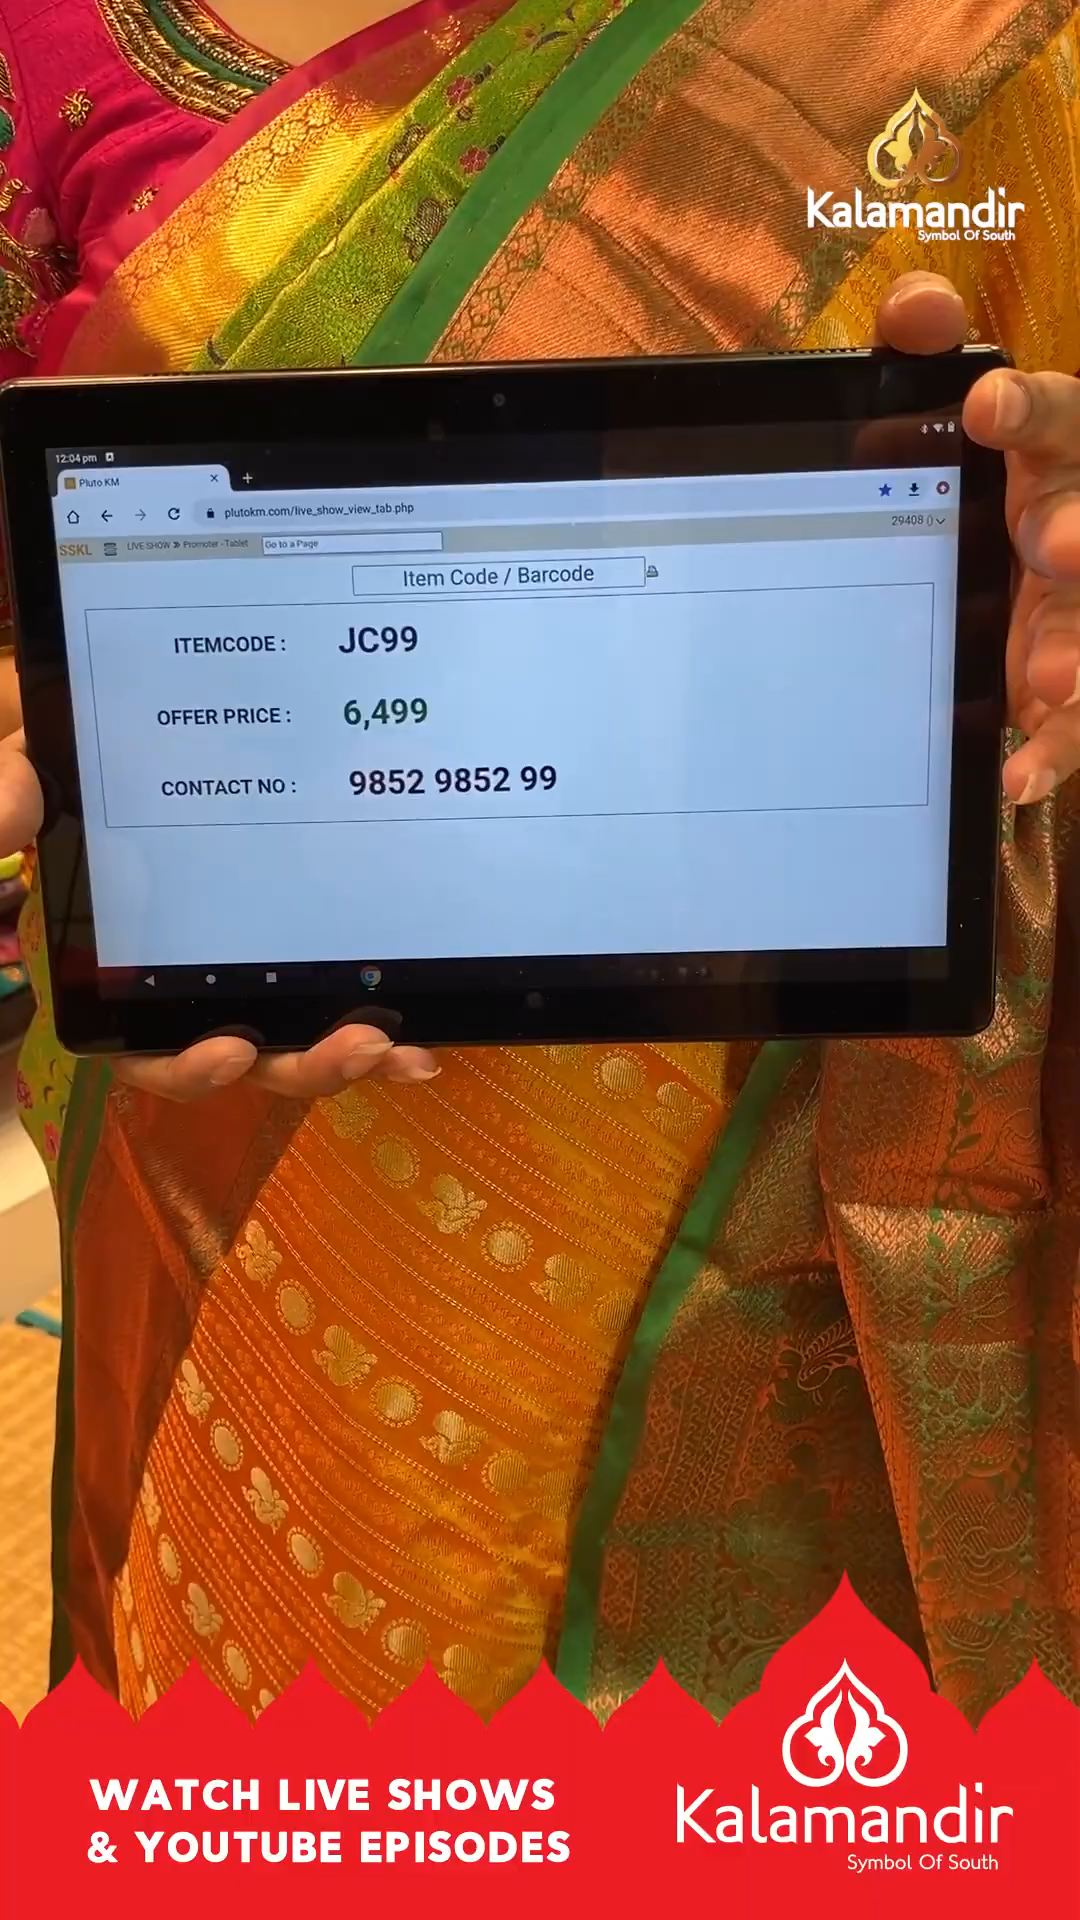 Kalamandir
Symbol Of South
12:04 pm
Pluto KM
plutokm.com/live_show_view_tab.php
29408 ()
SSKL
LIVE SHOW » Promoter - Tablet
Go to a Page
Item Code / Barcode
ITEMCODE : JC99
OFFER PRICE : 6,499
CONTACT NO : 9852 9852 99
WATCH LIVE SHOWS
& YOUTUBE EPISODES
Kalamandir
Symbol Of South